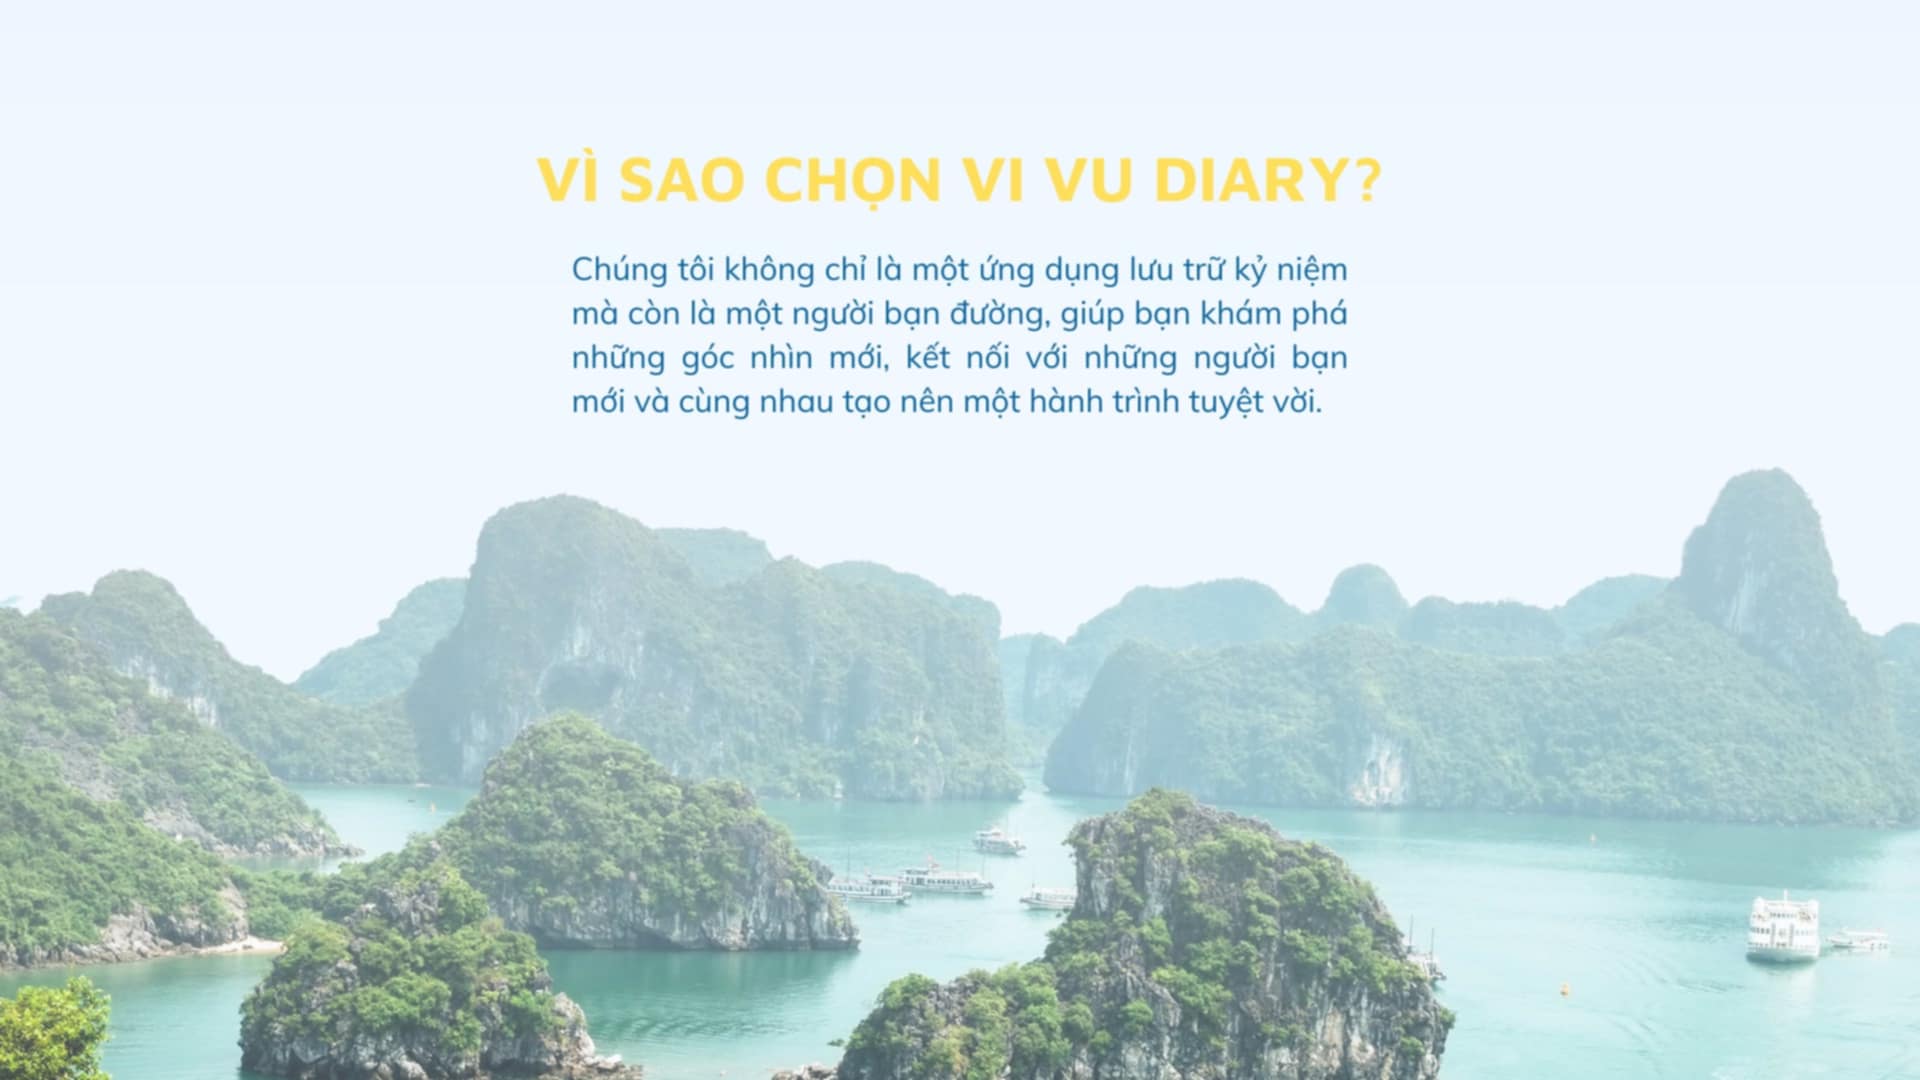 VÌ SAO CHỌN VI VU DIARY?
Chúng tôi không chỉ là một ứng dụng lưu trữ kỷ niệm
mà còn là một người bạn đường, giúp bạn khám phá
những góc nhìn mới, kết nối với những người bạn
mới và cùng nhau tạo nên một hành trình tuyệt vời.